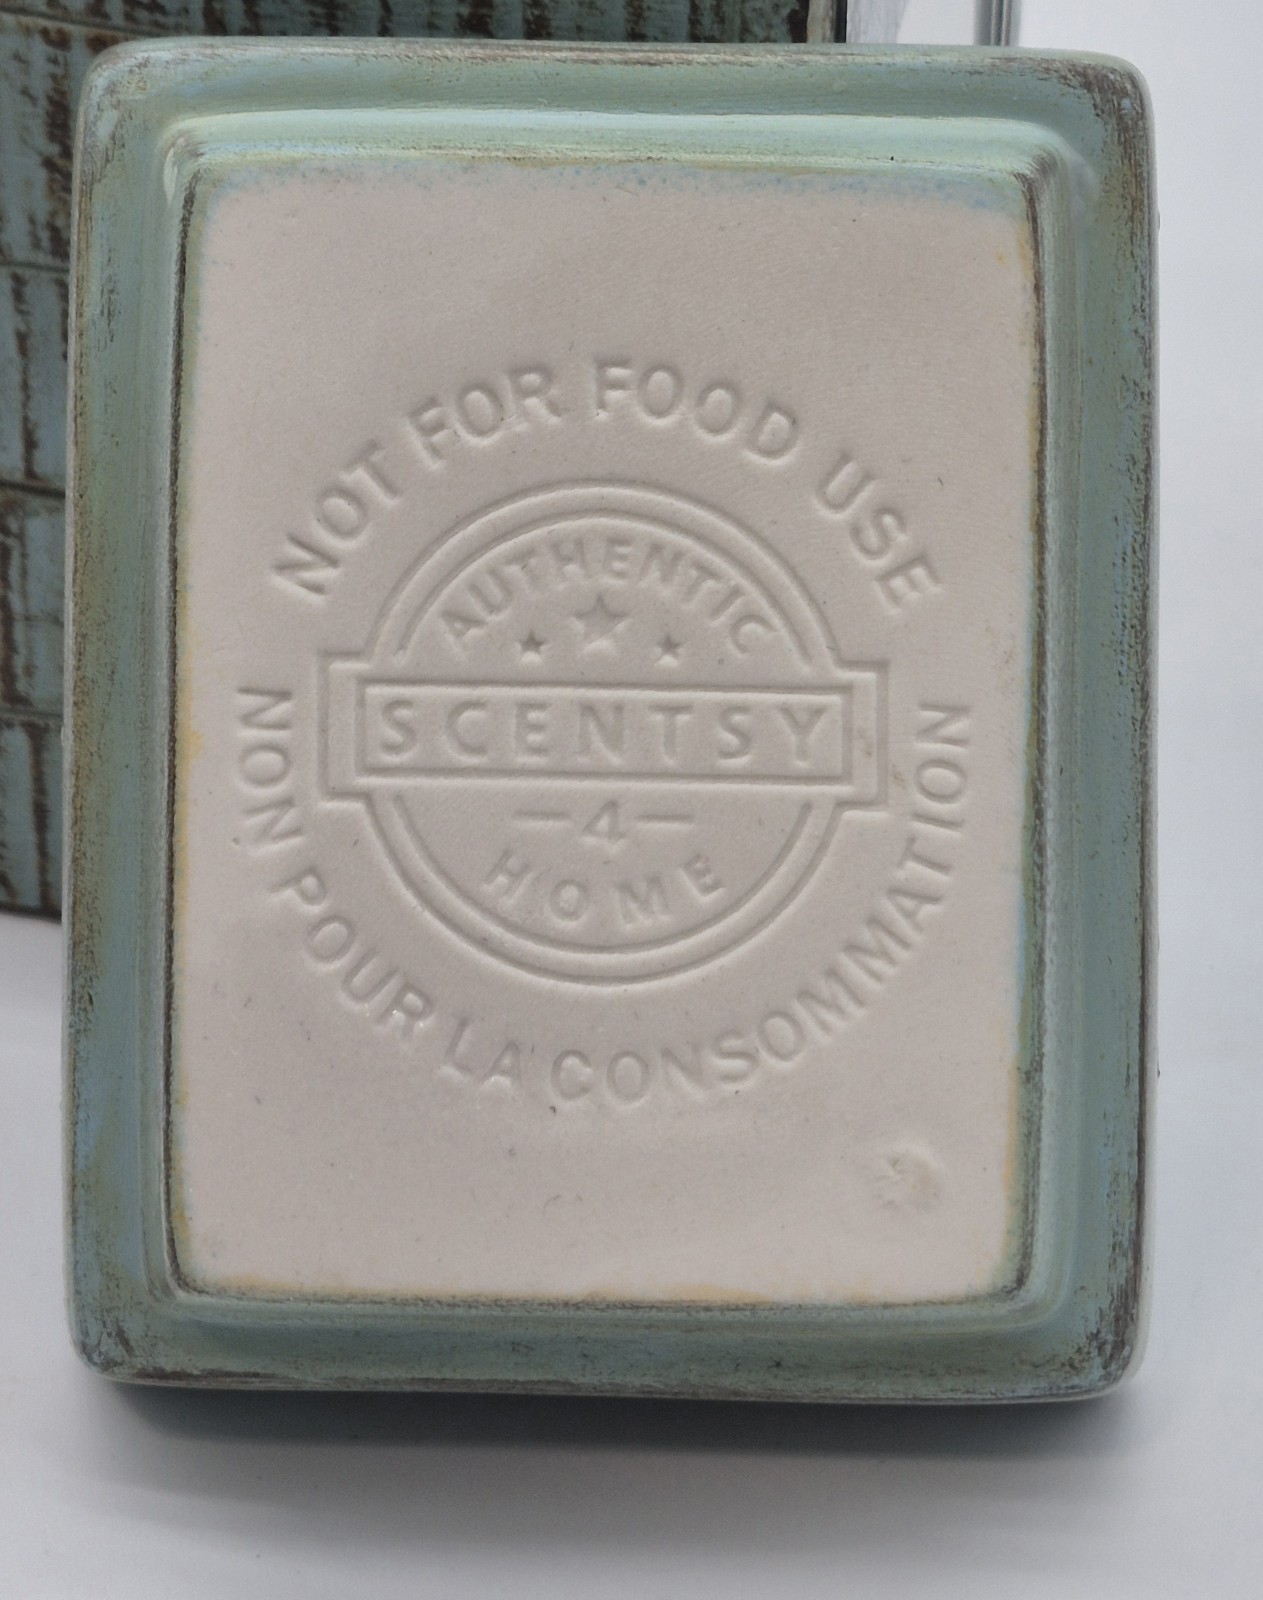 NOT FOR FOOD USE
AUTHENTIC
SCENTSY
4
HOME
NON POUR LA CONSOMMATION